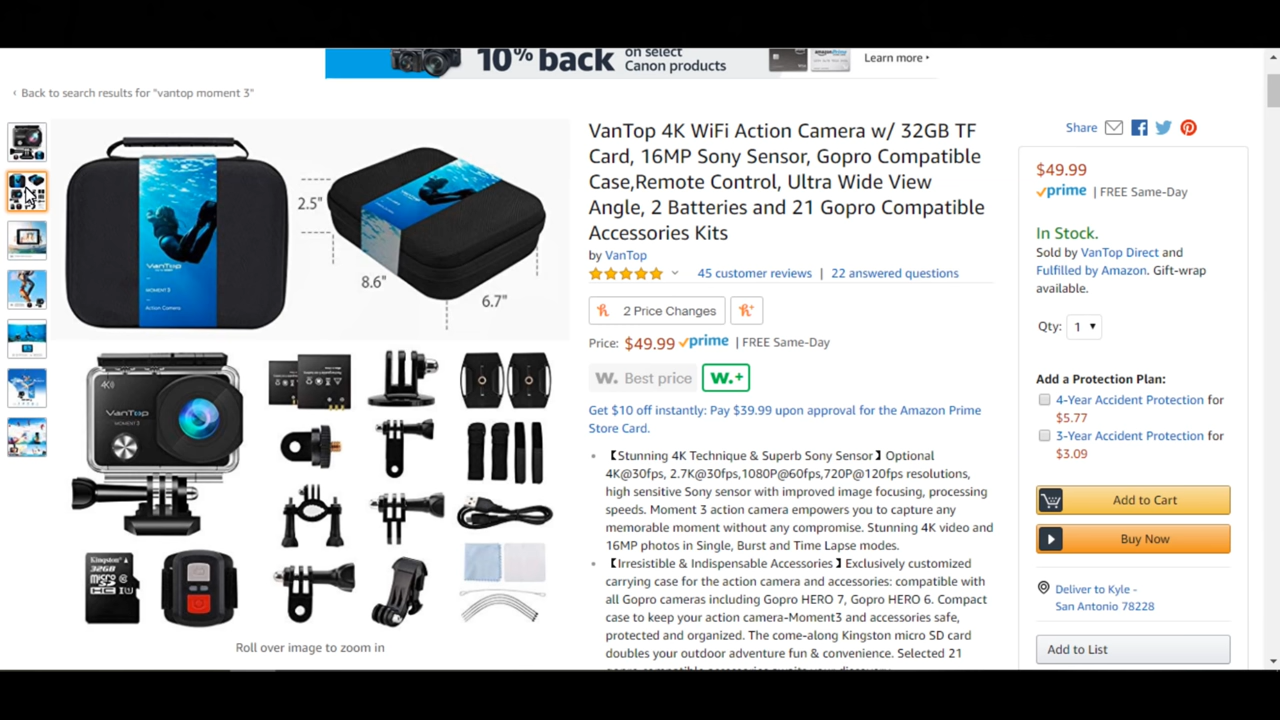 10% back
on select
Canon products
Learn more ›
‹ Back to search results for "vantop moment 3"
VanTop
MOMENT 3
Action Camera
2.5"
8.6"
6.7"
4K
VanTop
MOMENT 3
Kingston
32GB
micro
SD
HC
Roll over image to zoom in
VanTop 4K WiFi Action Camera w/ 32GB TF
Card, 16MP Sony Sensor, Gopro Compatible
Case,Remote Control, Ultra Wide View
Angle, 2 Batteries and 21 Gopro Compatible
Accessories Kits
by VanTop
45 customer reviews | 22 answered questions
2 Price Changes
Price: $49.99 prime | FREE Same-Day
W. Best price W.+
Get $10 off instantly: Pay $39.99 upon approval for the Amazon Prime
Store Card.
• 【Stunning 4K Technique & Superb Sony Sensor】Optional
4K@30fps, 2.7K@30fps,1080P@60fps,720P@120fps resolutions,
high sensitive Sony sensor with improved image focusing, processing
speeds. Moment 3 action camera empowers you to capture any
memorable moment without any compromise. Stunning 4K video and
16MP photos in Single, Burst and Time Lapse modes.
• 【Irresistible & Indispensable Accessories】Exclusively customized
carrying case for the action camera and accessories: compatible with
all Gopro cameras including Gopro HERO 7, Gopro HERO 6. Compact
case to keep your action camera-Moment3 and accessories safe,
protected and organized. The come-along Kingston micro SD card
doubles your outdoor adventure fun & convenience. Selected 21
Share
$49.99
prime | FREE Same-Day
In Stock.
Sold by VanTop Direct and
Fulfilled by Amazon. Gift-wrap
available.
Qty: 1
Add a Protection Plan:
4-Year Accident Protection for
$5.77
3-Year Accident Protection for
$3.09
Add to Cart
Buy Now
Deliver to Kyle -
San Antonio 78228
Add to List